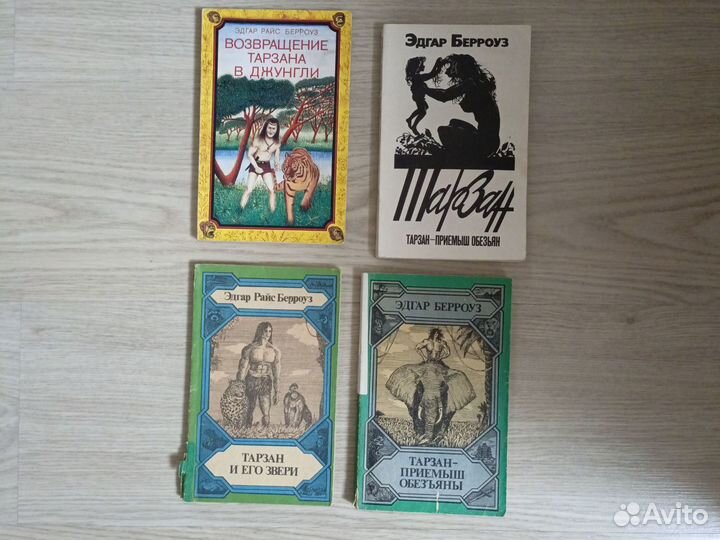 ЭДГАР РАЙС БЕРРОУЗ
ВОЗВРАЩЕНИЕ
ТАРЗАНА
В ДЖУНГЛИ
ЭДГАР БЕРРОУЗ
Тарзан
ТАРЗАН—ПРИЕМЫШ ОБЕЗЬЯН
Эдгар Райс Берроуз
ТАРЗАН
И ЕГО ЗВЕРИ
ЭДГАР БЕРРОУЗ
ТАРЗАН—
ПРИЕМЫШ
ОБЕЗЪЯНЫ
Avito